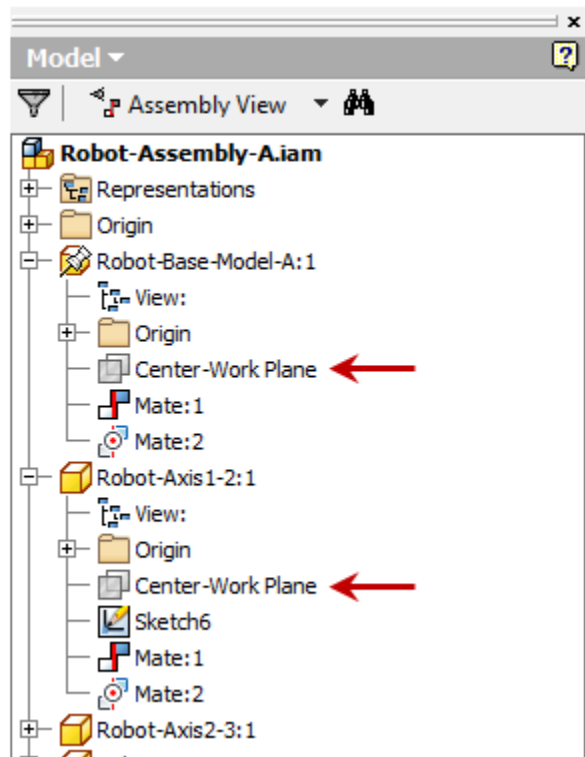 Model
Assembly View
Robot-Assembly-A.iam
Representations
Origin
Robot-Base-Model-A:1
View:
Origin
Center-Work Plane
Mate:1
Mate:2
Robot-Axis1-2:1
View:
Origin
Center-Work Plane
Sketch6
Mate:1
Mate:2
Robot-Axis2-3:1